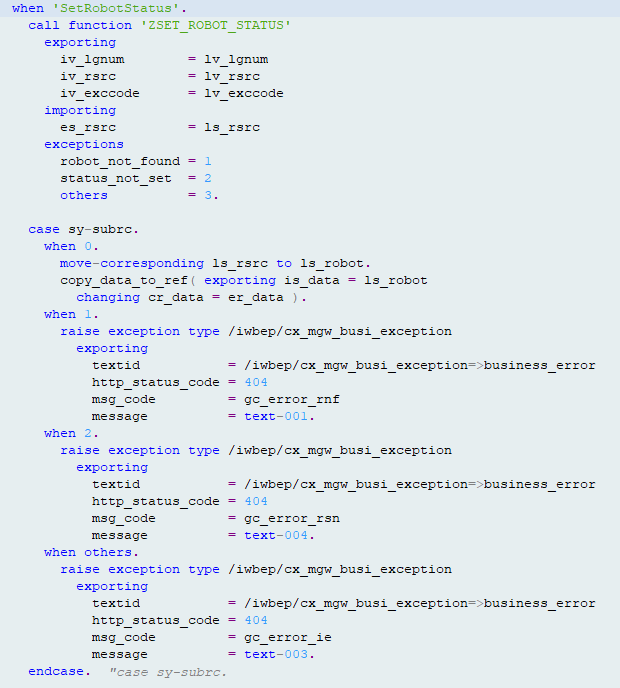 when 'SetRobotStatus'.
call function 'ZSET_ROBOT_STATUS'
exporting
iv_lgnum = lv_lgnum
iv_rsrc = lv_rsrc
iv_exccode = lv_exccode
importing
es_rsrc = ls_rsrc
exceptions
robot_not_found = 1
status_not_set = 2
others = 3.
case sy-subrc.
when 0.
move-corresponding ls_rsrc to ls_robot.
copy_data_to_ref( exporting is_data = ls_robot
changing cr_data = er_data ).
when 1.
raise exception type /iwbep/cx_mgw_busi_exception
exporting
textid = /iwbep/cx_mgw_busi_exception=>business_error
http_status_code = 404
msg_code = gc_error_rnf
message = text-001.
when 2.
raise exception type /iwbep/cx_mgw_busi_exception
exporting
textid = /iwbep/cx_mgw_busi_exception=>business_error
http_status_code = 404
msg_code = gc_error_rsn
message = text-004.
when others.
raise exception type /iwbep/cx_mgw_busi_exception
exporting
textid = /iwbep/cx_mgw_busi_exception=>business_error
http_status_code = 404
msg_code = gc_error_ie
message = text-003.
endcase. "case sy-subrc.